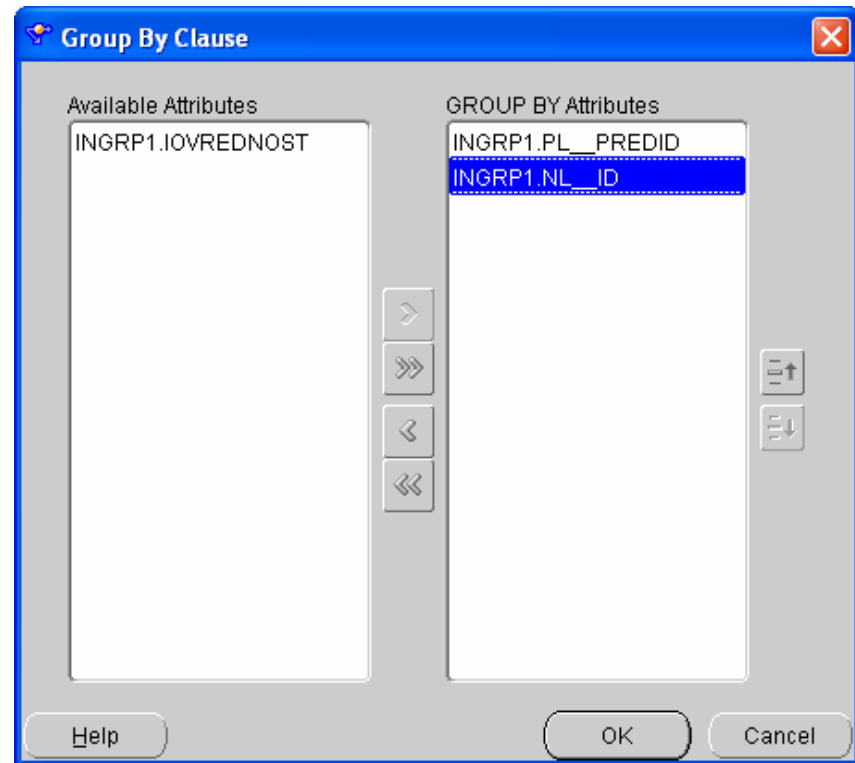 Group By Clause
Available Attributes
INGRP1.IOVREDNOST
GROUP BY Attributes
INGRP1.PL__PREDID
INGRP1.NL__ID
Help
OK
Cancel